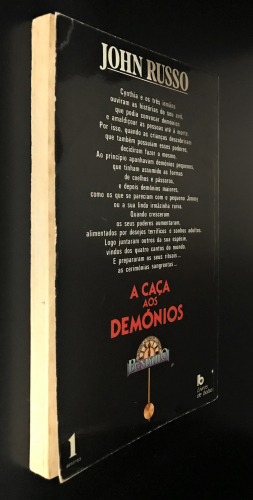 JOHN RUSSO
Cynthia e os três irmãos
ouviram as histórias do seu avô,
que podia convocar demónios
e amaldiçoar as pessoas até à morte.
Por isso, quando as crianças descobriram
que também possuíam esses poderes,
decidiram fazer o mesmo.
Ao princípio apanhavam demónios pequenos,
que tinham assumido as formas
de coelhos e pássaros,
e depois demónios maiores,
como os que se pareciam com o pequeno Jimmy
ou a sua linda irmãzinha ruiva.
Quando cresceram
os seus poderes aumentaram,
alimentados por desejos terríficos e sonhos adultos.
Logo juntaram outros da sua espécie,
vindos dos quatro cantos do mundo.
E prepararam os seus rituais...
as cerimónias sangrentas...
A CAÇA
AOS
DEMÓNIOS
1